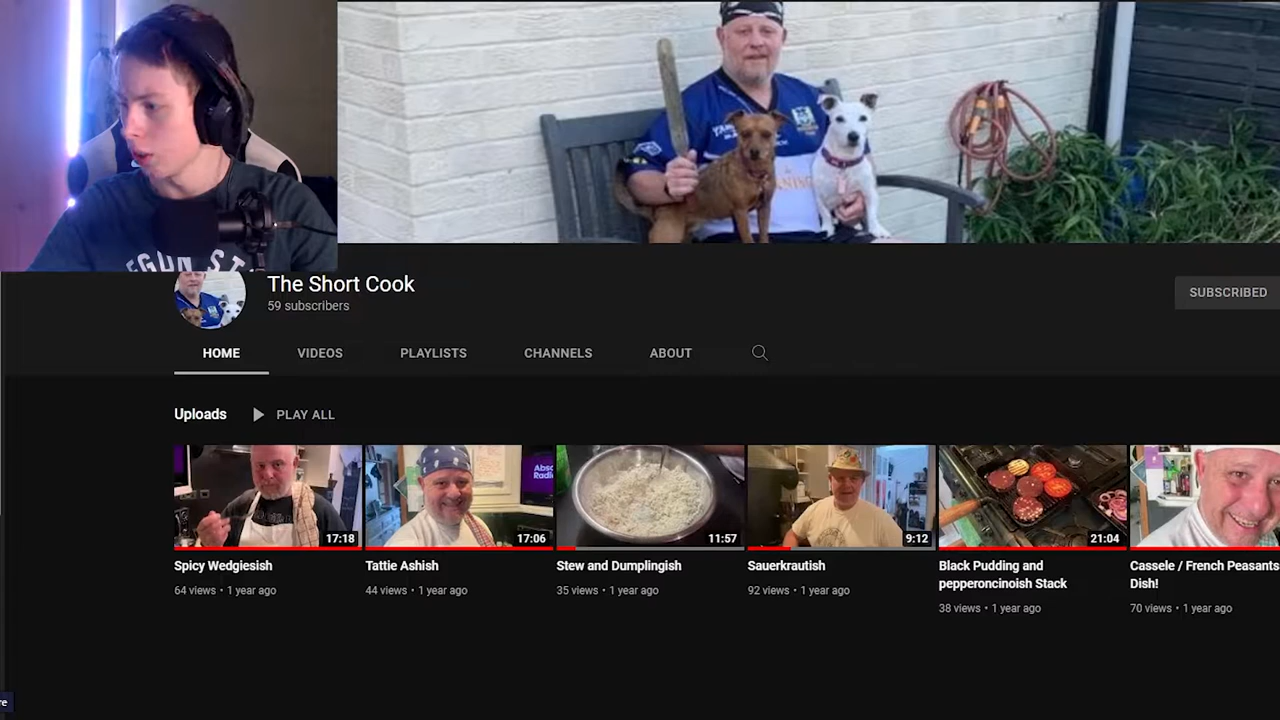 The Short Cook
59 subscribers
SUBSCRIBED
HOME
VIDEOS
PLAYLISTS
CHANNELS
ABOUT
Uploads
PLAY ALL
17:18
17:06
11:57
9:12
21:04
Spicy Wedgiesish
64 views • 1 year ago
Tattie Ashish
44 views • 1 year ago
Stew and Dumplingish
35 views • 1 year ago
Sauerkrautish
92 views • 1 year ago
Black Pudding and
pepperoncinoish Stack
38 views • 1 year ago
Cassele / French Peasants
Dish!
70 views • 1 year ago